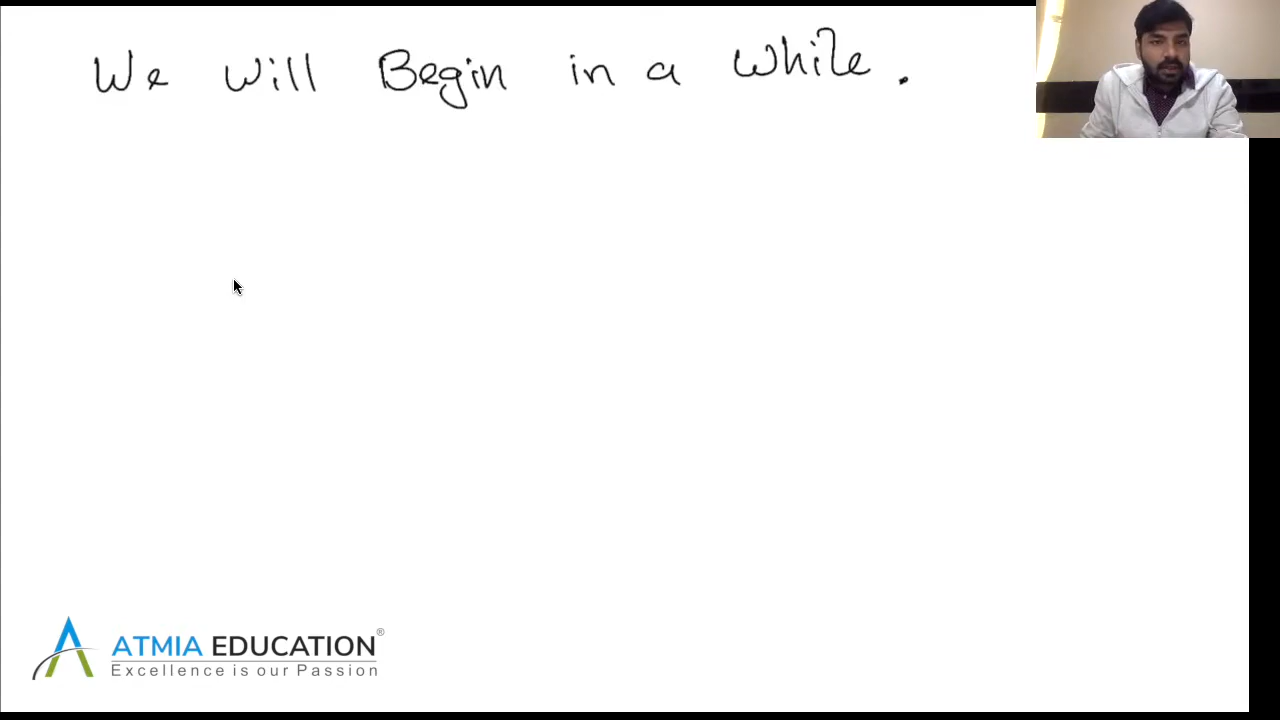 We will Begin in a while.
ATMIA EDUCATION®
Excellence is our Passion